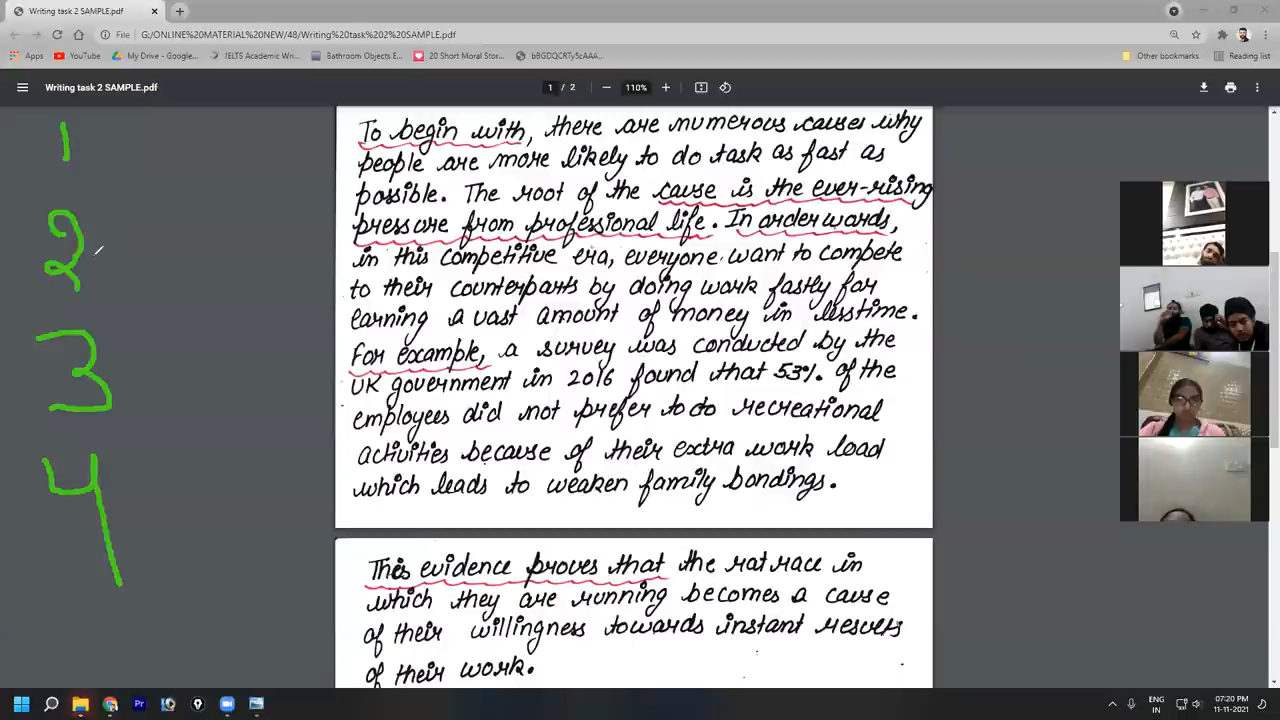 Writing task 2 SAMPLE.pdf
File
G:/ONLINE%20MATERIAL%20NEW/48/Writing%20task%202%20SAMPLE.pdf
Apps
YouTube
My Drive - Google...
IELTS Academic Wri...
Bathroom Objects E...
20 Short Moral Stor...
bBGDQCRTy5cAAA...
Other bookmarks
Reading list
Writing task 2 SAMPLE.pdf
1 / 2
110%
1
2
3
4
To begin with, there are numerous causes why
people are more likely to do task as fast as
possible. The root of the cause is the ever-rising
pressure from professional life. In orderwards,
in this competitive era, everyone want to compete
to their counterparts by doing work fastly for
earning a vast amount of money in lesstime.
For example, a survey was conducted by the
UK government in 2016 found that 53% of the
employees did not prefer to do recreational
activities because of their extra work load
which leads to weaken family bondings.
This evidence proves that the rat race in
which they are running becomes a cause
of their willingness towards instant
of their work.
ENG
IN
07:20 PM
11-11-2021